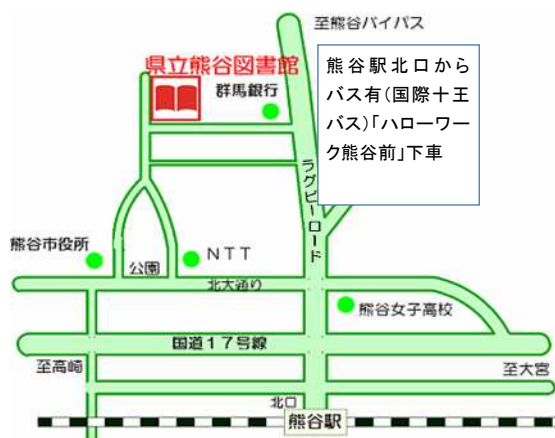 至熊谷バイパス
県立熊谷図書館
群馬銀行
熊谷駅北口から
バス有(国際十王
バス)「ハローワー
ク熊谷前」下車
ラグビーロード
熊谷市役所
公園
NTT
北大通り
熊谷女子高校
国道17号線
至高崎
至大宮
北口
熊谷駅